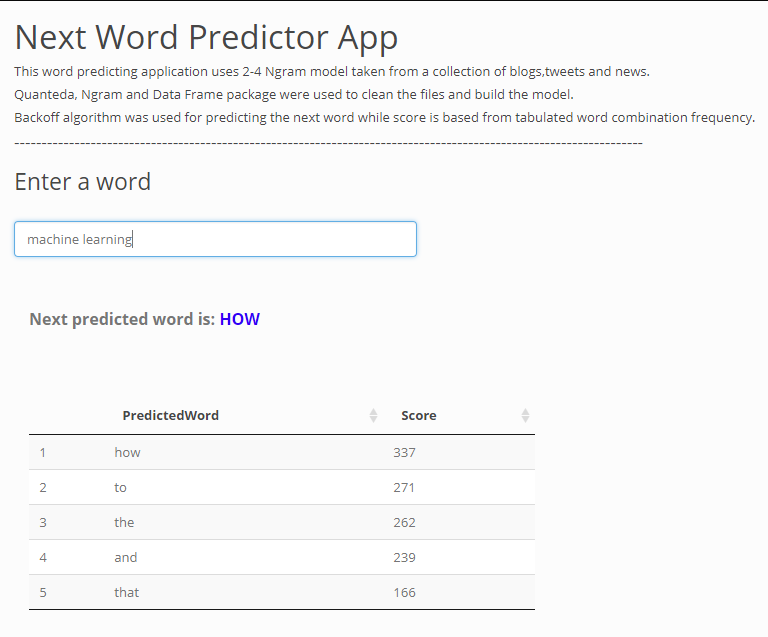 Next Word Predictor App
This word predicting application uses 2-4 Ngram model taken from a collection of blogs,tweets and news.
Quanteda, Ngram and Data Frame package were used to clean the files and build the model.
Backoff algorithm was used for predicting the next word while score is based from tabulated word combination frequency.
--------------------------------------------------------------------------------------------------------------------
Enter a word
machine learning
Next predicted word is: HOW
PredictedWord Score
1 how 337
2 to 271
3 the 262
4 and 239
5 that 166